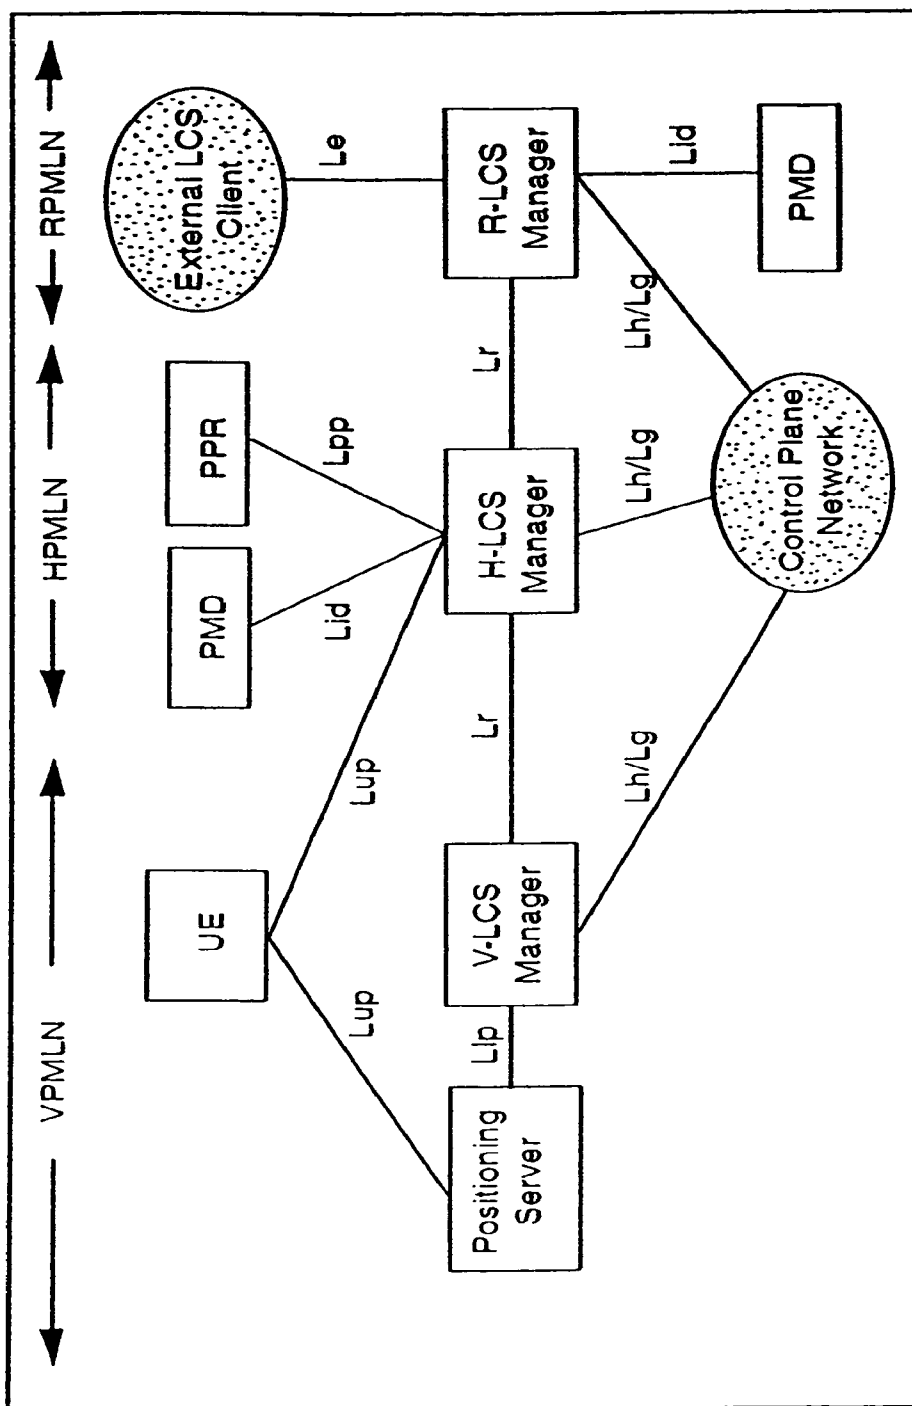 VPMLN
HPMLN
RPMLN
UE
PMD
PPR
External LCS
Client
Lup
Lup
Lid
Lpp
Le
Positioning
Server
Llp
V-LCS
Manager
Lr
H-LCS
Manager
Lr
R-LCS
Manager
Lh/Lg
Lh/Lg
Lh/Lg
Lid
Control Plane
Network
PMD